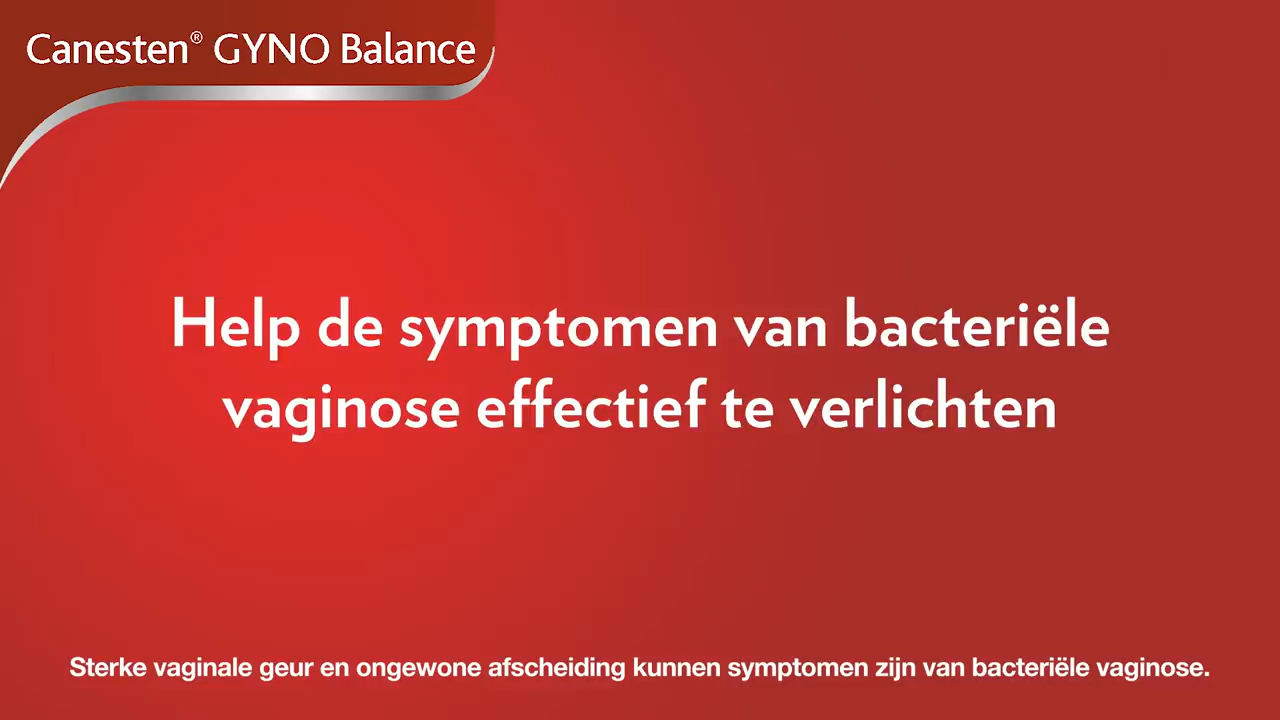 Canesten® GYNO Balance
Help de symptomen van bacteriële
vaginose effectief te verlichten
Sterke vaginale geur en ongewone afscheiding kunnen symptomen zijn van bacteriële vaginose.